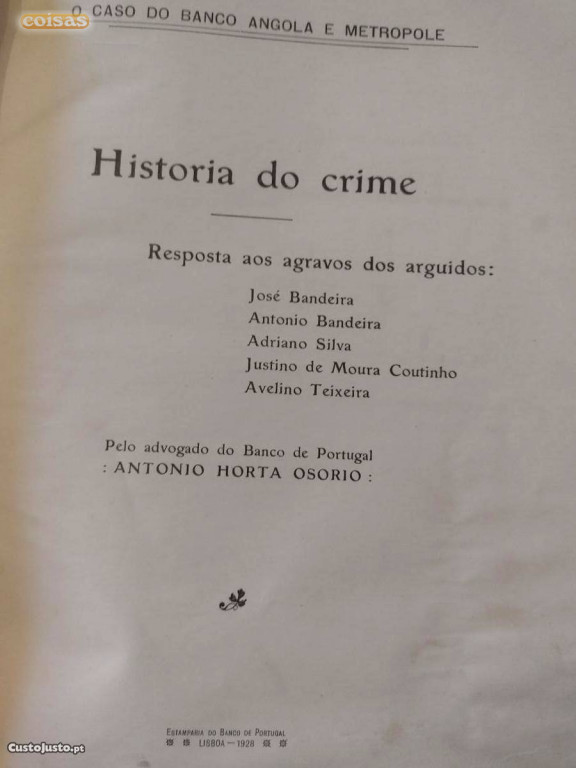 coisas
O CASO DO BANCO ANGOLA E METROPOLE
Historia do crime
Resposta aos agravos dos arguidos:
José Bandeira
Antonio Bandeira
Adriano Silva
Justino de Moura Coutinho
Avelino Teixeira
Pelo advogado do Banco de Portugal
: ANTONIO HORTA OSORIO :
ESTAMPARIA DO BANCO DE PORTUGAL
LISBOA — 1928
CustoJusto.pt